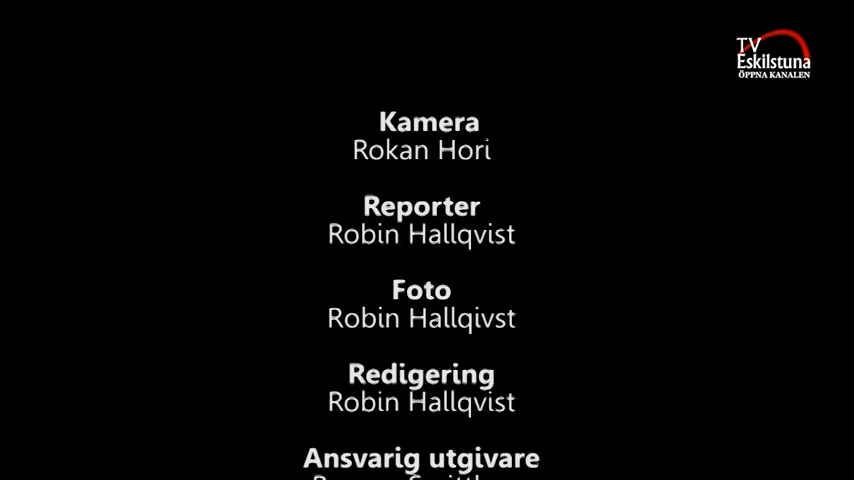 TV
Eskilstuna
ÖPPNA KANALEN
Kamera
Rokan Hori
Reporter
Robin Hallqvist
Foto
Robin Hallqivst
Redigering
Robin Hallqvist
Ansvarig utgivare